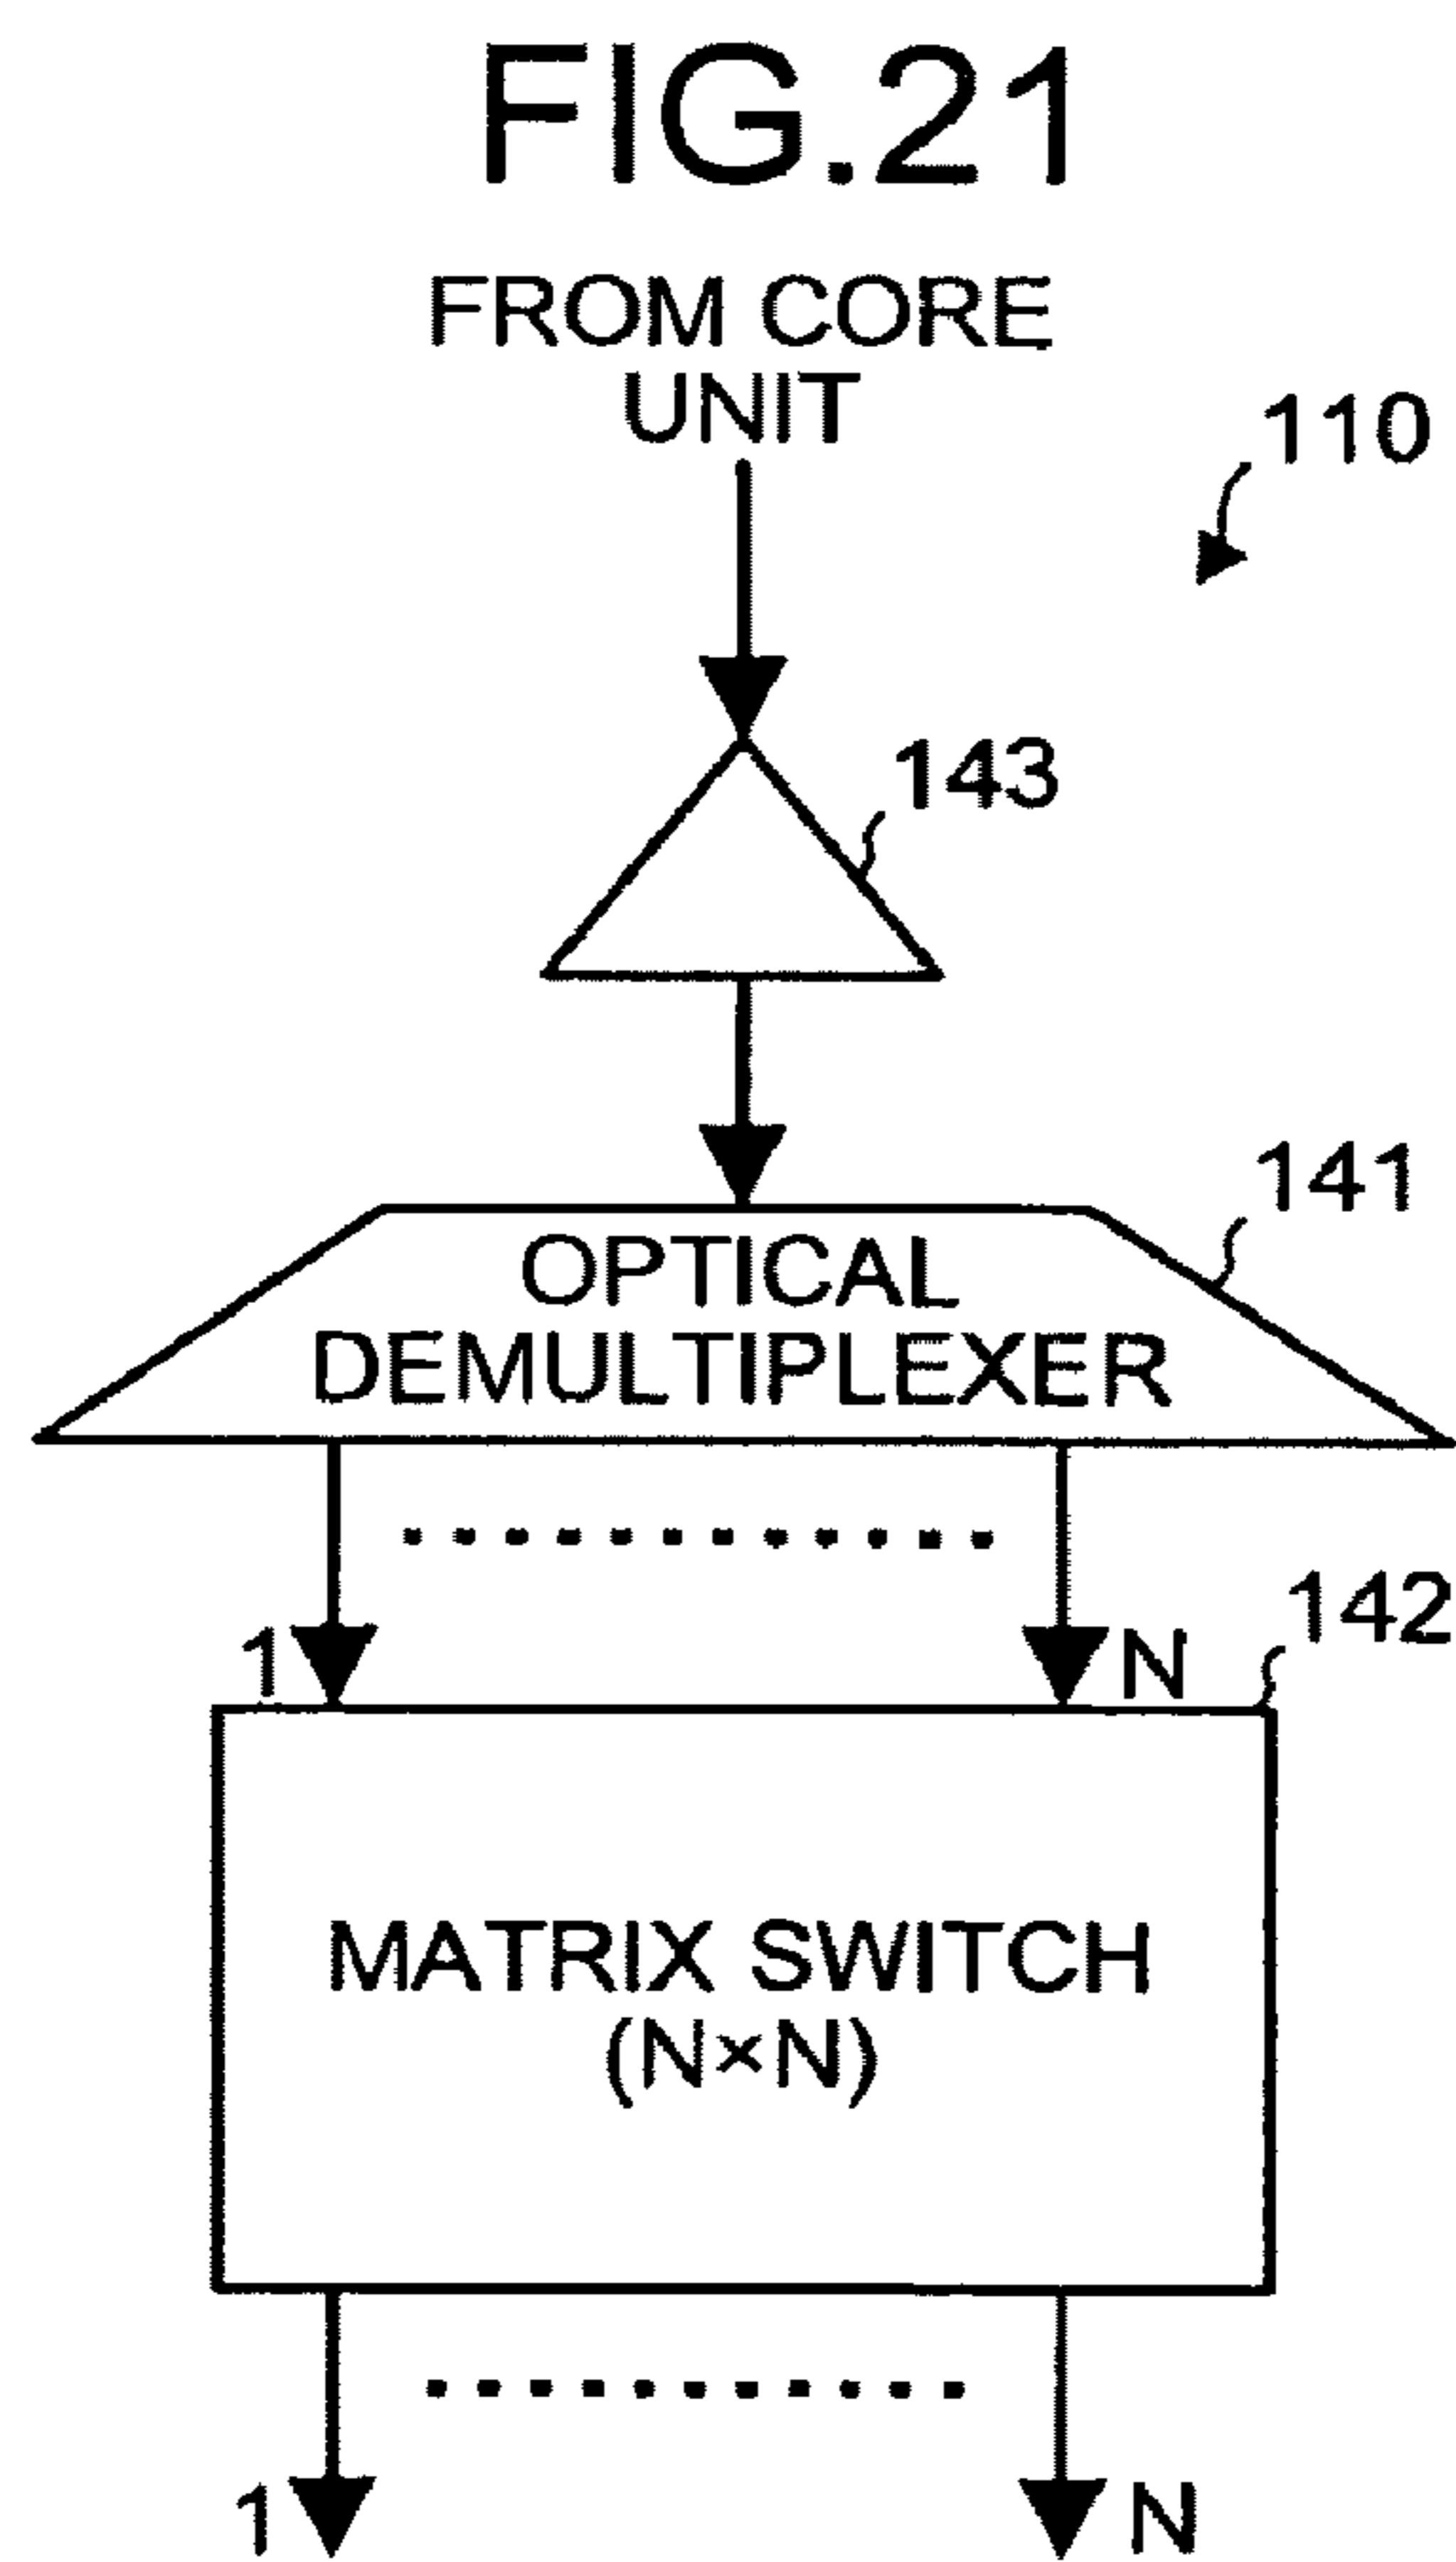 FIG.21
FROM CORE
UNIT
110
143
141
OPTICAL
DEMULTIPLEXER
142
1
N
MATRIX SWITCH
(N×N)
1
N